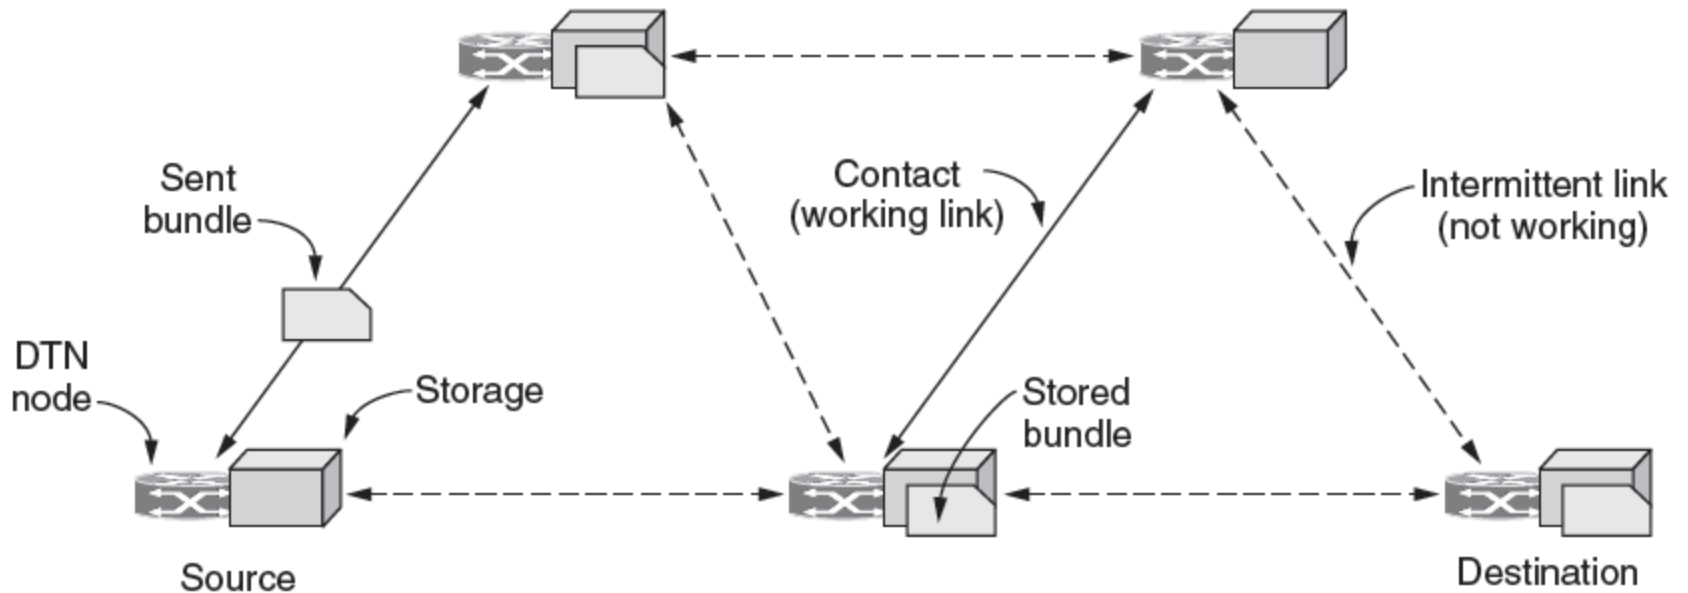 Sent
bundle
Contact
(working link)
Intermittent link
(not working)
DTN
node
Storage
Stored
bundle
Source
Destination